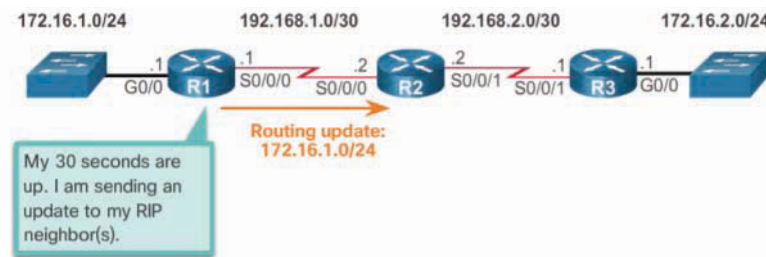 172.16.1.0/24 192.168.1.0/30 192.168.2.0/30 172.16.2.0/24
.1 R1 .1 .2 R2 .2 .1 R3 .1
G0/0 S0/0/0 S0/0/0 S0/0/1 S0/0/1 G0/0
Routing update:
172.16.1.0/24
My 30 seconds are
up. I am sending an
update to my RIP
neighbor(s).